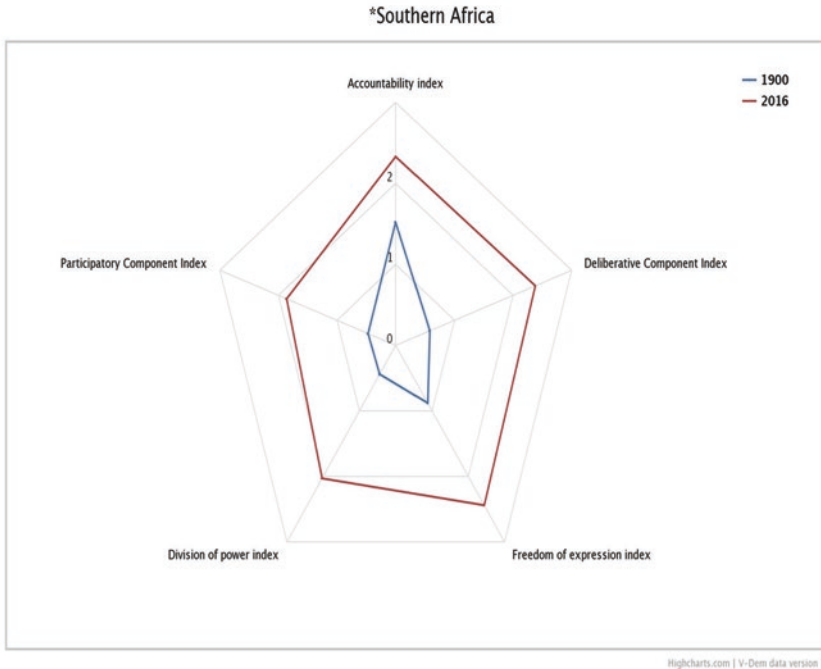 *Southern Africa
Accountability index
1900
2016
2
Participatory Component Index
Deliberative Component Index
1
0
Division of power index
Freedom of expression index
Highcharts.com | V-Dem data version